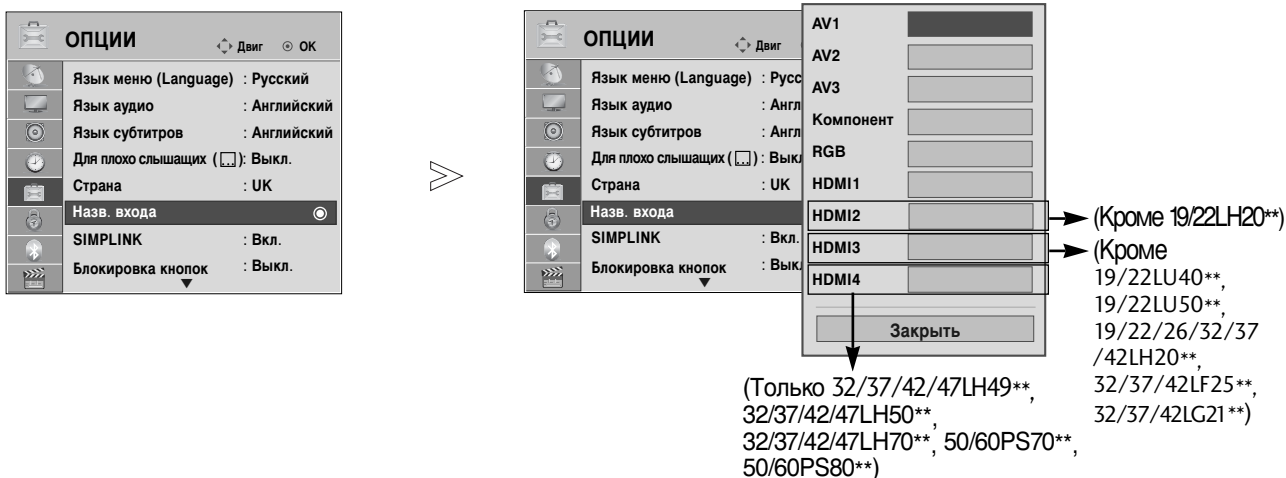 ОПЦИИ
Двиг ОК
Язык меню (Language) : Русский
Язык аудио : Английский
Язык субтитров : Английский
Для плохо слышащих ( ) : Выкл.
Страна : UK
Назв. входа
SIMPLINK : Вкл.
Блокировка кнопок : Выкл.
ОПЦИИ
Двиг
Язык меню (Language) : Русс
Язык аудио : Англ
Язык субтитров : Англ
Для плохо слышащих ( ) : Выкл
Страна : UK
Назв. входа
SIMPLINK : Вкл.
Блокировка кнопок : Выкл
AV1
AV2
AV3
Компонент
RGB
HDMI1
HDMI2
HDMI3
HDMI4
Закрыть
(Кроме 19/22LH20**)
(Кроме
19/22LU40**,
19/22LU50**,
19/22/26/32/37
/42LH20**,
32/37/42LF25**,
32/37/42LG21**)
(Только 32/37/42/47LH49**,
32/37/42/47LH50**,
32/37/42/47LH70**, 50/60PS70**,
50/60PS80**)